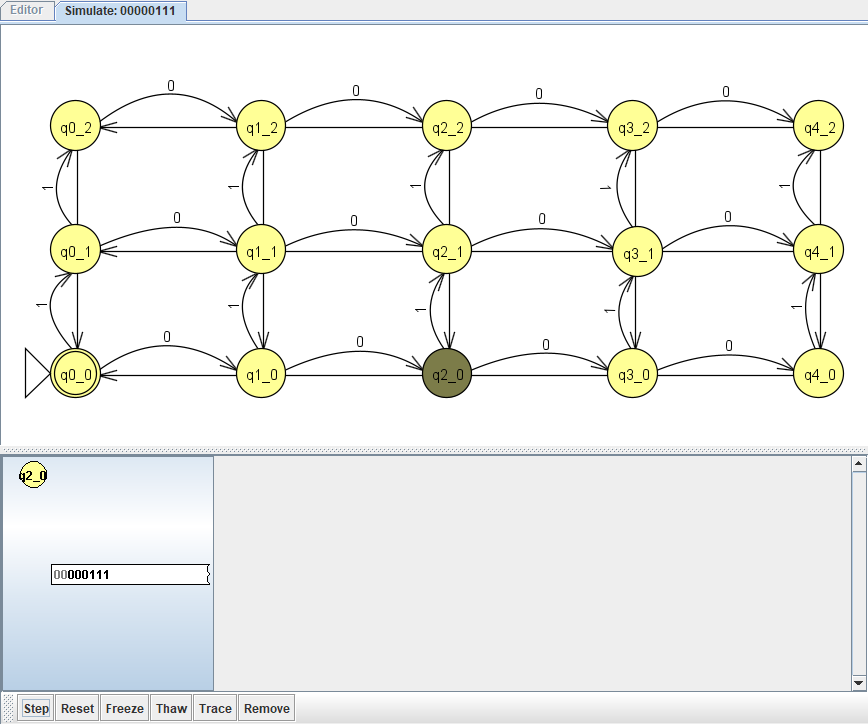 Editor Simulate: 00000111
0 0 0 0
q0_2 q1_2 q2_2 q3_2 q4_2
1 1 1 1 1
0 0 0 0
q0_1 q1_1 q2_1 q3_1 q4_1
1 1 1 1 1
0 0 0 0
q0_0 q1_0 q2_0 q3_0 q4_0
q2_0
00000111
Step Reset Freeze Thaw Trace Remove